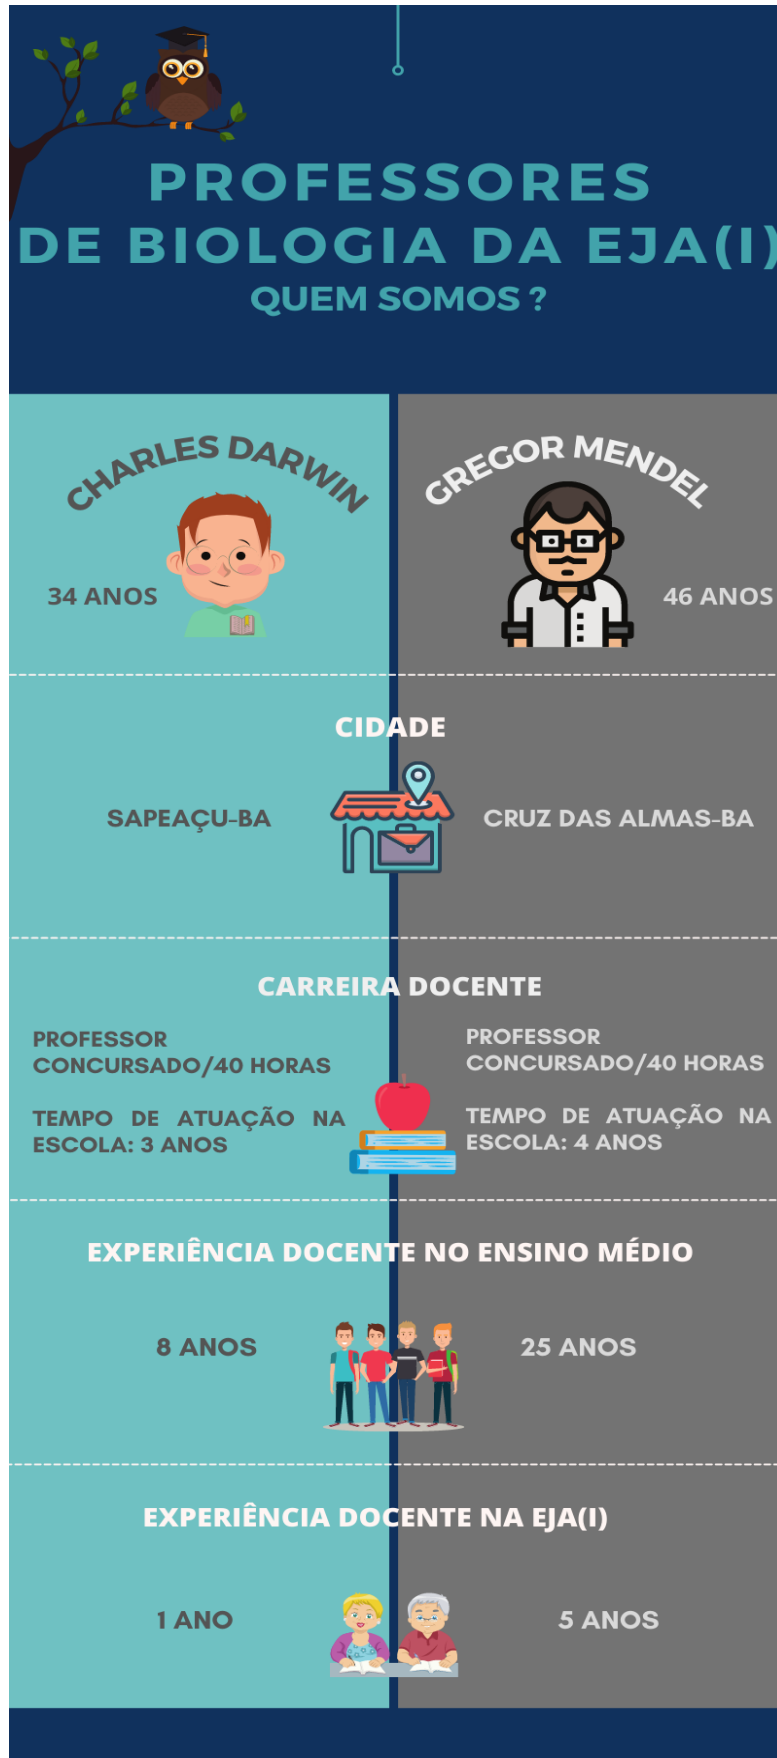 PROFESSORES
DE BIOLOGIA DA EJA(I)
QUEM SOMOS ?
CHARLES DARWIN
34 ANOS
GREGOR MENDEL
46 ANOS
CIDADE
SAPEAÇU-BA
CRUZ DAS ALMAS-BA
CARREIRA DOCENTE
PROFESSOR
CONCURSADO/40 HORAS
TEMPO DE ATUAÇÃO NA
ESCOLA: 3 ANOS
PROFESSOR
CONCURSADO/40 HORAS
TEMPO DE ATUAÇÃO NA
ESCOLA: 4 ANOS
EXPERIÊNCIA DOCENTE NO ENSINO MÉDIO
8 ANOS
25 ANOS
EXPERIÊNCIA DOCENTE NA EJA(I)
1 ANO
5 ANOS